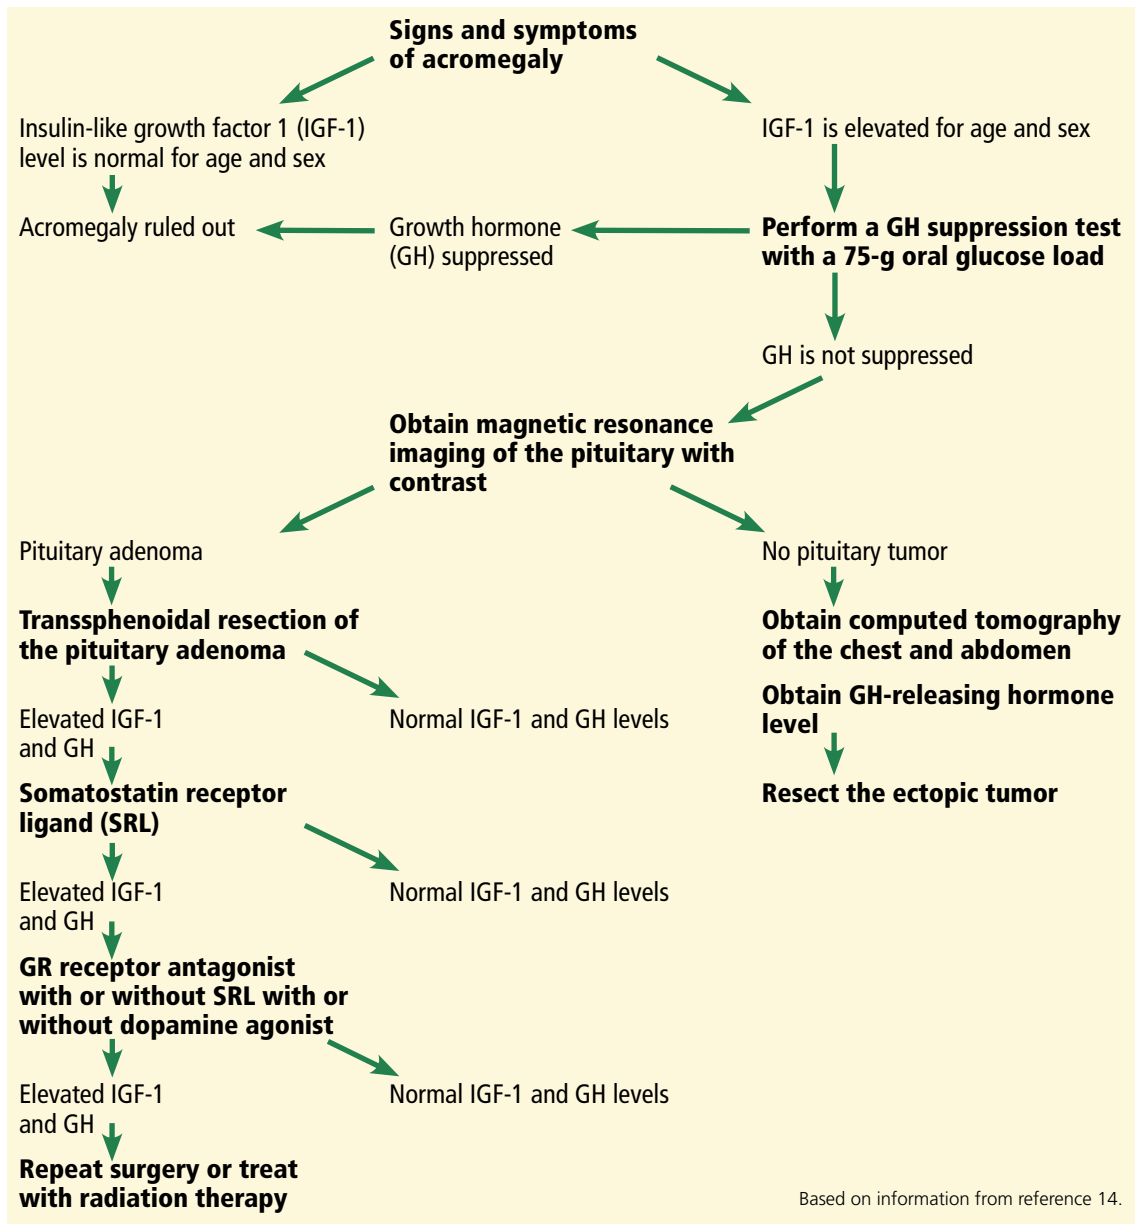 Signs and symptoms
of acromegaly
Insulin-like growth factor 1 (IGF-1)
level is normal for age and sex
IGF-1 is elevated for age and sex
Acromegaly ruled out
Growth hormone
(GH) suppressed
Perform a GH suppression test
with a 75-g oral glucose load
GH is not suppressed
Obtain magnetic resonance
imaging of the pituitary with
contrast
Pituitary adenoma
No pituitary tumor
Transsphenoidal resection of
the pituitary adenoma
Obtain computed tomography
of the chest and abdomen
Obtain GH-releasing hormone
level
Elevated IGF-1
and GH
Normal IGF-1 and GH levels
Resect the ectopic tumor
Somatostatin receptor
ligand (SRL)
Elevated IGF-1
and GH
Normal IGF-1 and GH levels
GR receptor antagonist
with or without SRL with or
without dopamine agonist
Elevated IGF-1
and GH
Normal IGF-1 and GH levels
Repeat surgery or treat
with radiation therapy
Based on information from reference 14.